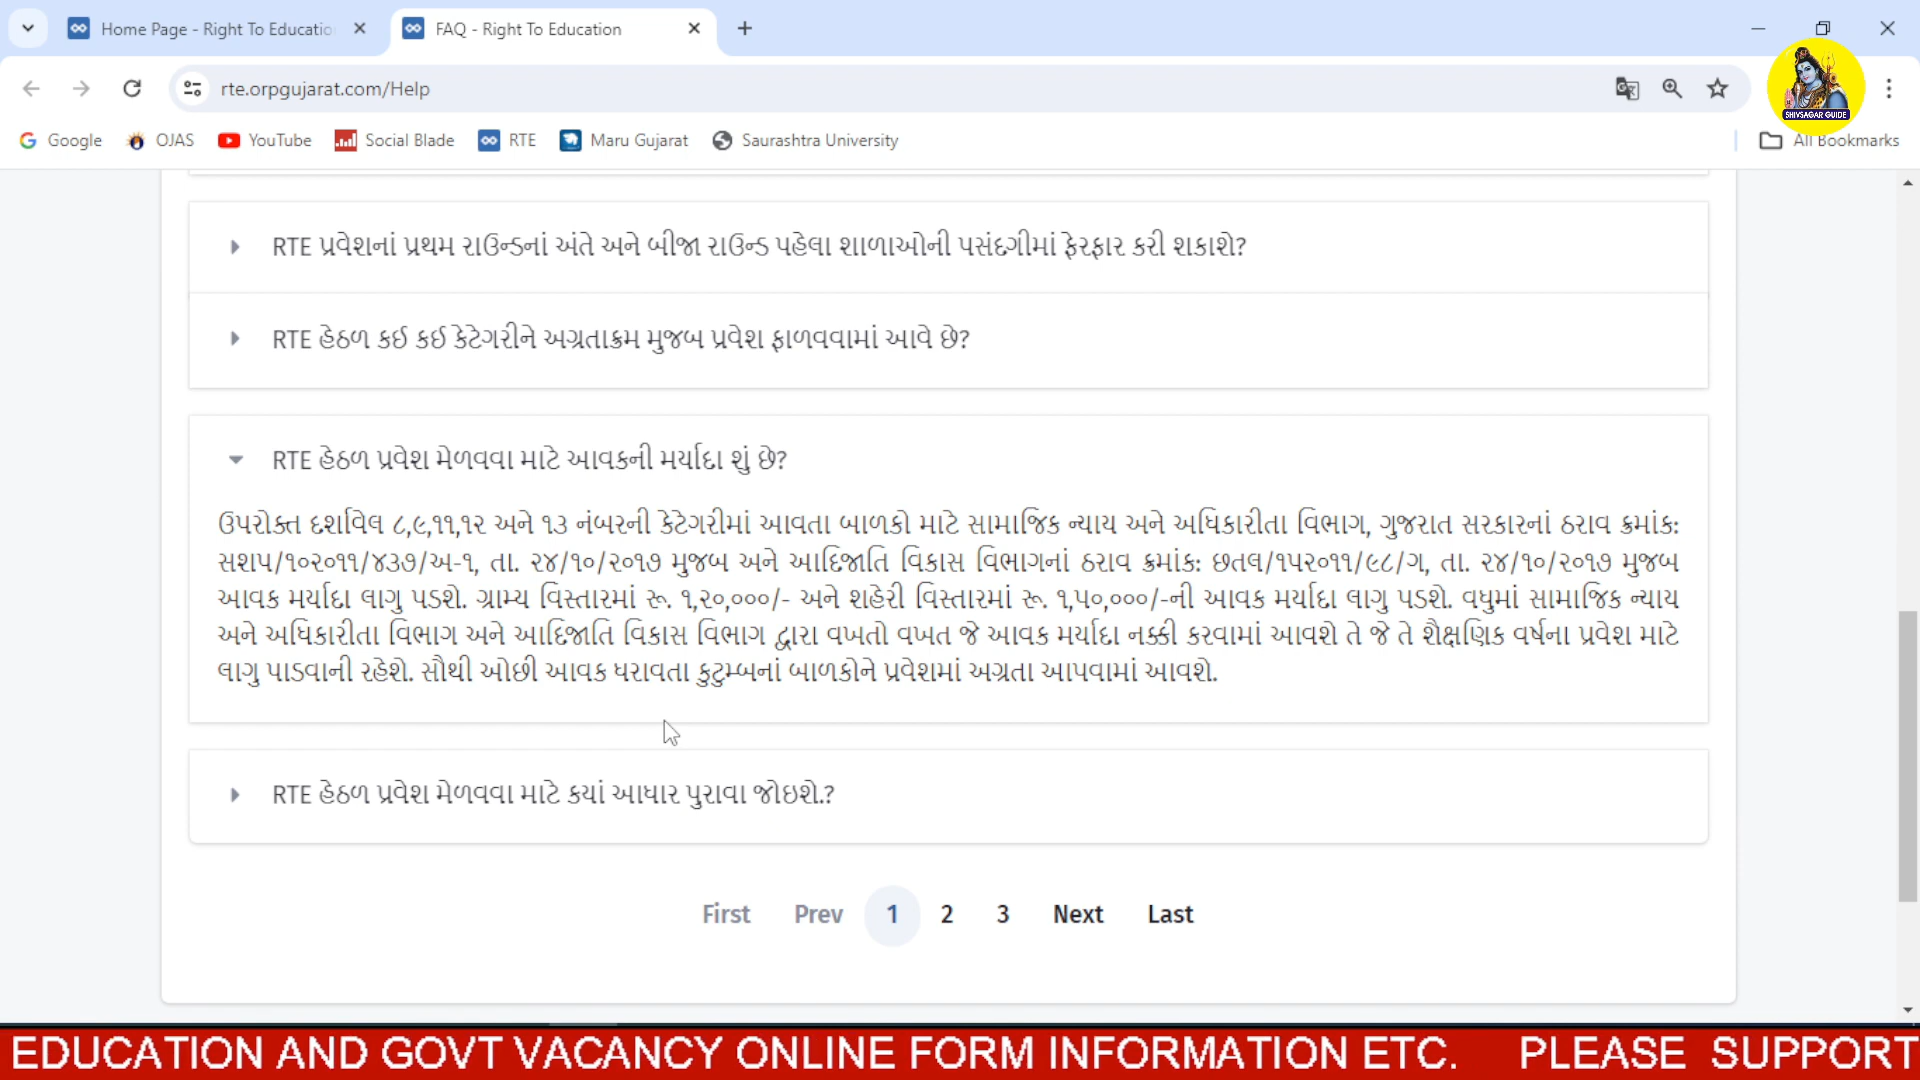 Home Page - Right To Educatio
FAQ - Right To Education
rte.orpgujarat.com/Help
SHIVSAGAR GUIDE
Google
OJAS
YouTube
Social Blade
RTE
Maru Gujarat
Saurashtra University
All Bookmarks
RTE પ્રવેશનાં પ્રથમ રાઉન્ડનાં અંતે અને બીજા રાઉન્ડ પહેલા શાળાઓની પસંદગીમાં ફેરફાર કરી શકાશે?
RTE હેઠળ કઈ કઈ કેટેગરીને અગ્રતાક્રમ મુજબ પ્રવેશ ફાળવવામાં આવે છે?
RTE હેઠળ પ્રવેશ મેળવવા માટે આવકની મર્યાદા શું છે?
ઉપરોક્ત દર્શાવેલ ૮,૯,૧૧,૧૨ અને ૧૩ નંબરની કેટેગરીમાં આવતા બાળકો માટે સામાજિક ન્યાય અને અધિકારીતા વિભાગ, ગુજરાત સરકારનાં ઠરાવ ક્રમાંક:
સશપ/૧૦૨૦૧૧/૪૩૭/અ-૧, તા. ૨૪/૧૦/૨૦૧૭ મુજબ અને આદિજાતિ વિકાસ વિભાગનાં ઠરાવ ક્રમાંક: છતલ/૧૫૨૦૧૧/૯૮/ગ, તા. ૨૪/૧૦/૨૦૧૭ મુજબ
આવક મર્યાદા લાગુ પડશે. ગ્રામ્ય વિસ્તારમાં રૂ. ૧,૨૦,૦૦૦/- અને શહેરી વિસ્તારમાં રૂ. ૧,૫૦,૦૦૦/-ની આવક મર્યાદા લાગુ પડશે. વધુમાં સામાજિક ન્યાય
અને અધિકારીતા વિભાગ અને આદિજાતિ વિકાસ વિભાગ દ્વારા વખતો વખત જે આવક મર્યાદા નક્કી કરવામાં આવશે તે જે તે શૈક્ષણિક વર્ષના પ્રવેશ માટે
લાગુ પાડવાની રહેશે. સૌથી ઓછી આવક ધરાવતા કુટુમ્બનાં બાળકોને પ્રવેશમાં અગ્રતા આપવામાં આવશે.
RTE હેઠળ પ્રવેશ મેળવવા માટે કયાં આધાર પુરાવા જોઇશે.?
First Prev 1 2 3 Next Last
EDUCATION AND GOVT VACANCY ONLINE FORM INFORMATION ETC. PLEASE SUPPORT